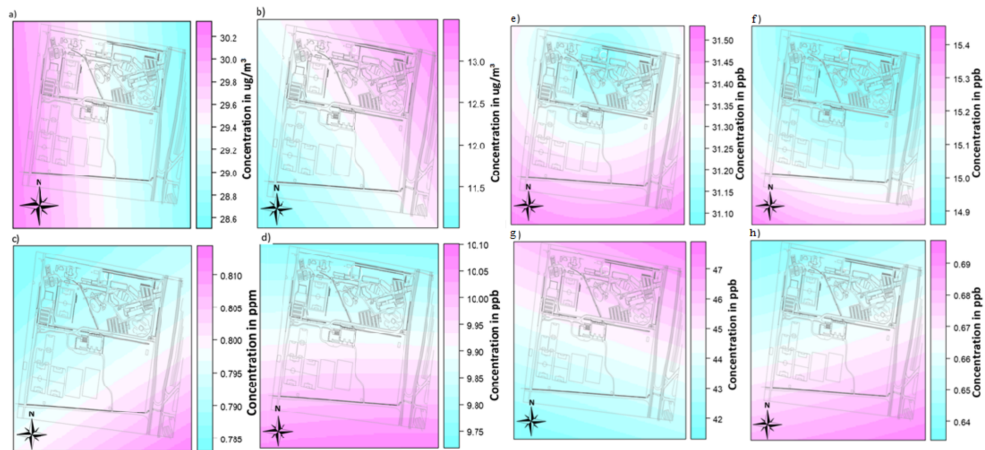 a)
30.2
30.0
29.8
29.6
29.4
29.2
29.0
28.8
28.6
Concentration in ug/m³
N
b)
13.0
12.5
12.0
11.5
Concentration in ug/m³
N
e)
31.50
31.45
31.40
31.35
31.30
31.25
31.20
31.15
31.10
Concentration in ppb
N
f)
15.4
15.3
15.2
15.1
15.0
14.9
Concentration in ppb
N
c)
0.810
0.805
0.800
0.795
0.790
0.785
Concentration in ppm
N
d)
10.10
10.05
10.00
9.95
9.90
9.85
9.80
9.75
Concentration in ppb
N
g)
47
46
45
44
43
42
Concentration in ppb
N
h)
0.69
0.68
0.67
0.66
0.65
0.64
Concentration in ppb
N